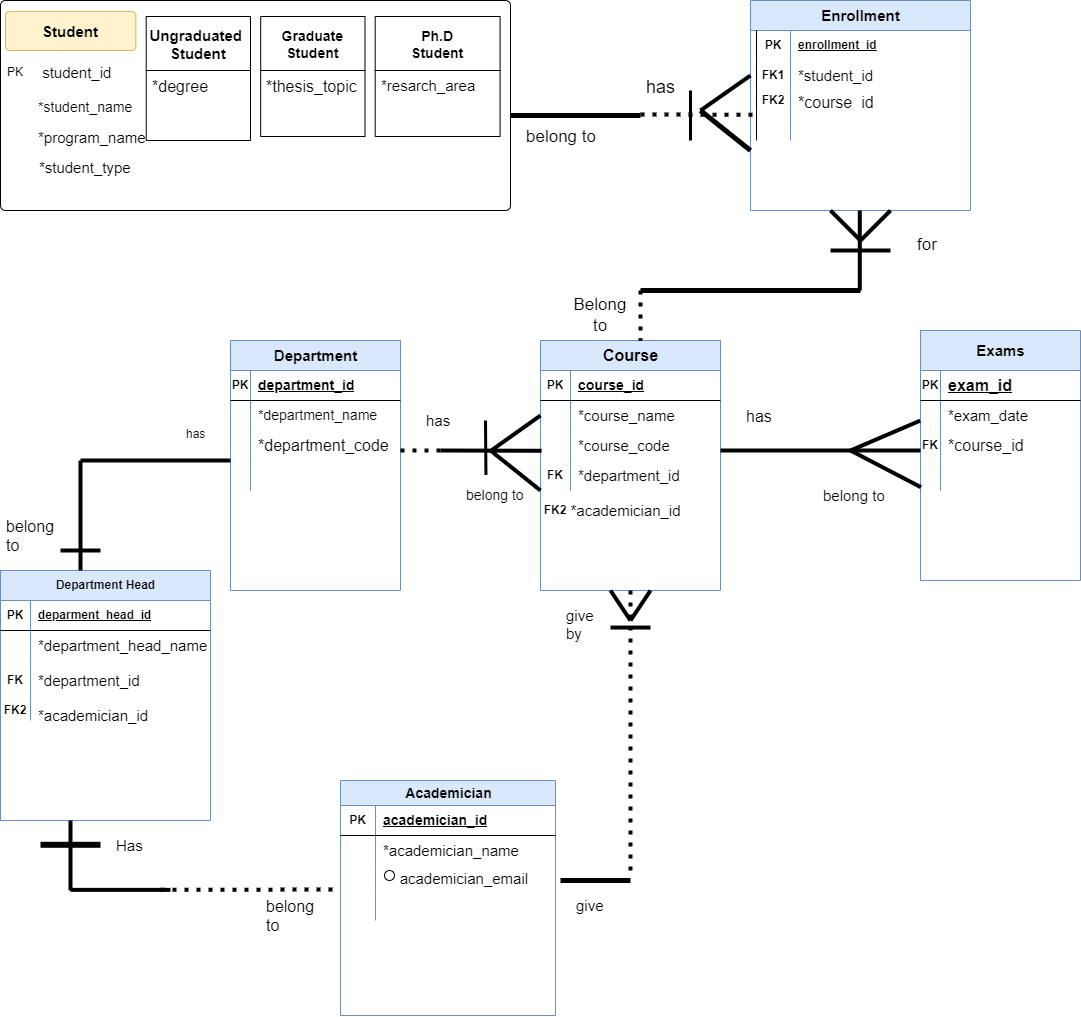 Student
PK student_id
*student_name
*program_name
*student_type
Ungraduated
Student
*degree
Graduate
Student
*thesis_topic
Ph.D
Student
*resarch_area
has
belong to
Enrollment
PK enrollment_id
FK1 *student_id
FK2 *course_id
for
Belong
to
Department
PK department_id
*department_name
*department_code
has
belong to
Course
PK course_id
*course_name
*course_code
FK *department_id
FK2 *academician_id
has
belong to
Exams
PK exam_id
*exam_date
FK *course_id
has
belong
to
Department Head
PK deparment_head_id
*department_head_name
FK *department_id
FK2 *academician_id
give
by
Has
belong
to
Academician
PK academician_id
*academician_name
academician_email
give